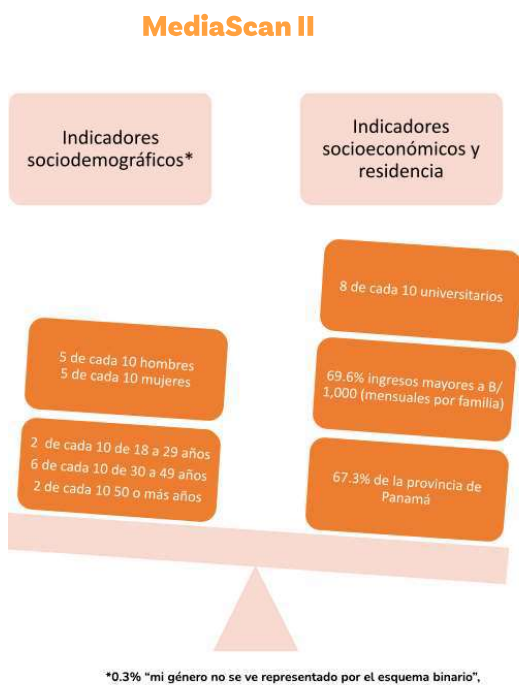 MediaScan II
Indicadores
sociodemográficos*
Indicadores
socioeconómicos y
residencia
5 de cada 10 hombres
5 de cada 10 mujeres
2 de cada 10 de 18 a 29 años
6 de cada 10 de 30 a 49 años
2 de cada 10 50 o más años
8 de cada 10 universitarios
69.6% ingresos mayores a B/
1,000 (mensuales por familia)
67.3% de la provincia de
Panamá
*0.3% “mi género no se ve representado por el esquema binario”,